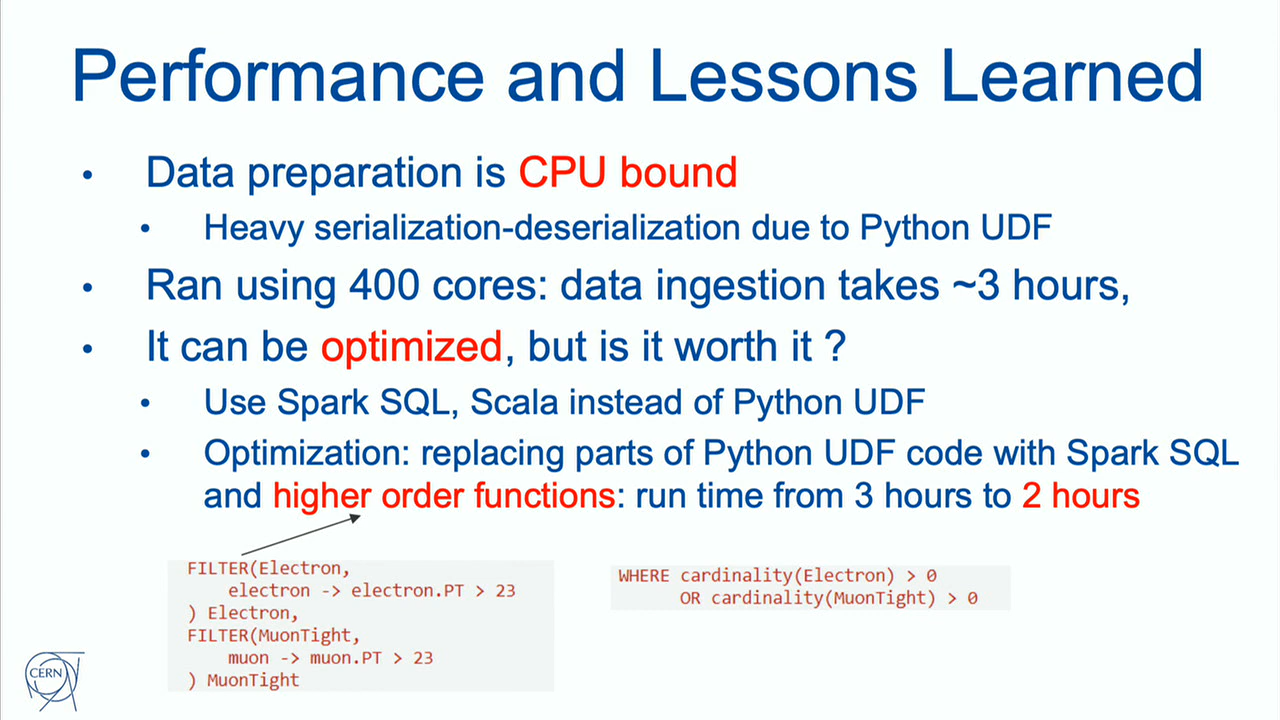 Performance and Lessons Learned
• Data preparation is CPU bound
• Heavy serialization-deserialization due to Python UDF
• Ran using 400 cores: data ingestion takes ~3 hours,
• It can be optimized, but is it worth it ?
• Use Spark SQL, Scala instead of Python UDF
• Optimization: replacing parts of Python UDF code with Spark SQL
and higher order functions: run time from 3 hours to 2 hours
FILTER(Electron,
    electron -> electron.PT > 23
) Electron,
FILTER(MuonTight,
    muon -> muon.PT > 23
) MuonTight
WHERE cardinality(Electron) > 0
      OR cardinality(MuonTight) > 0
CERN